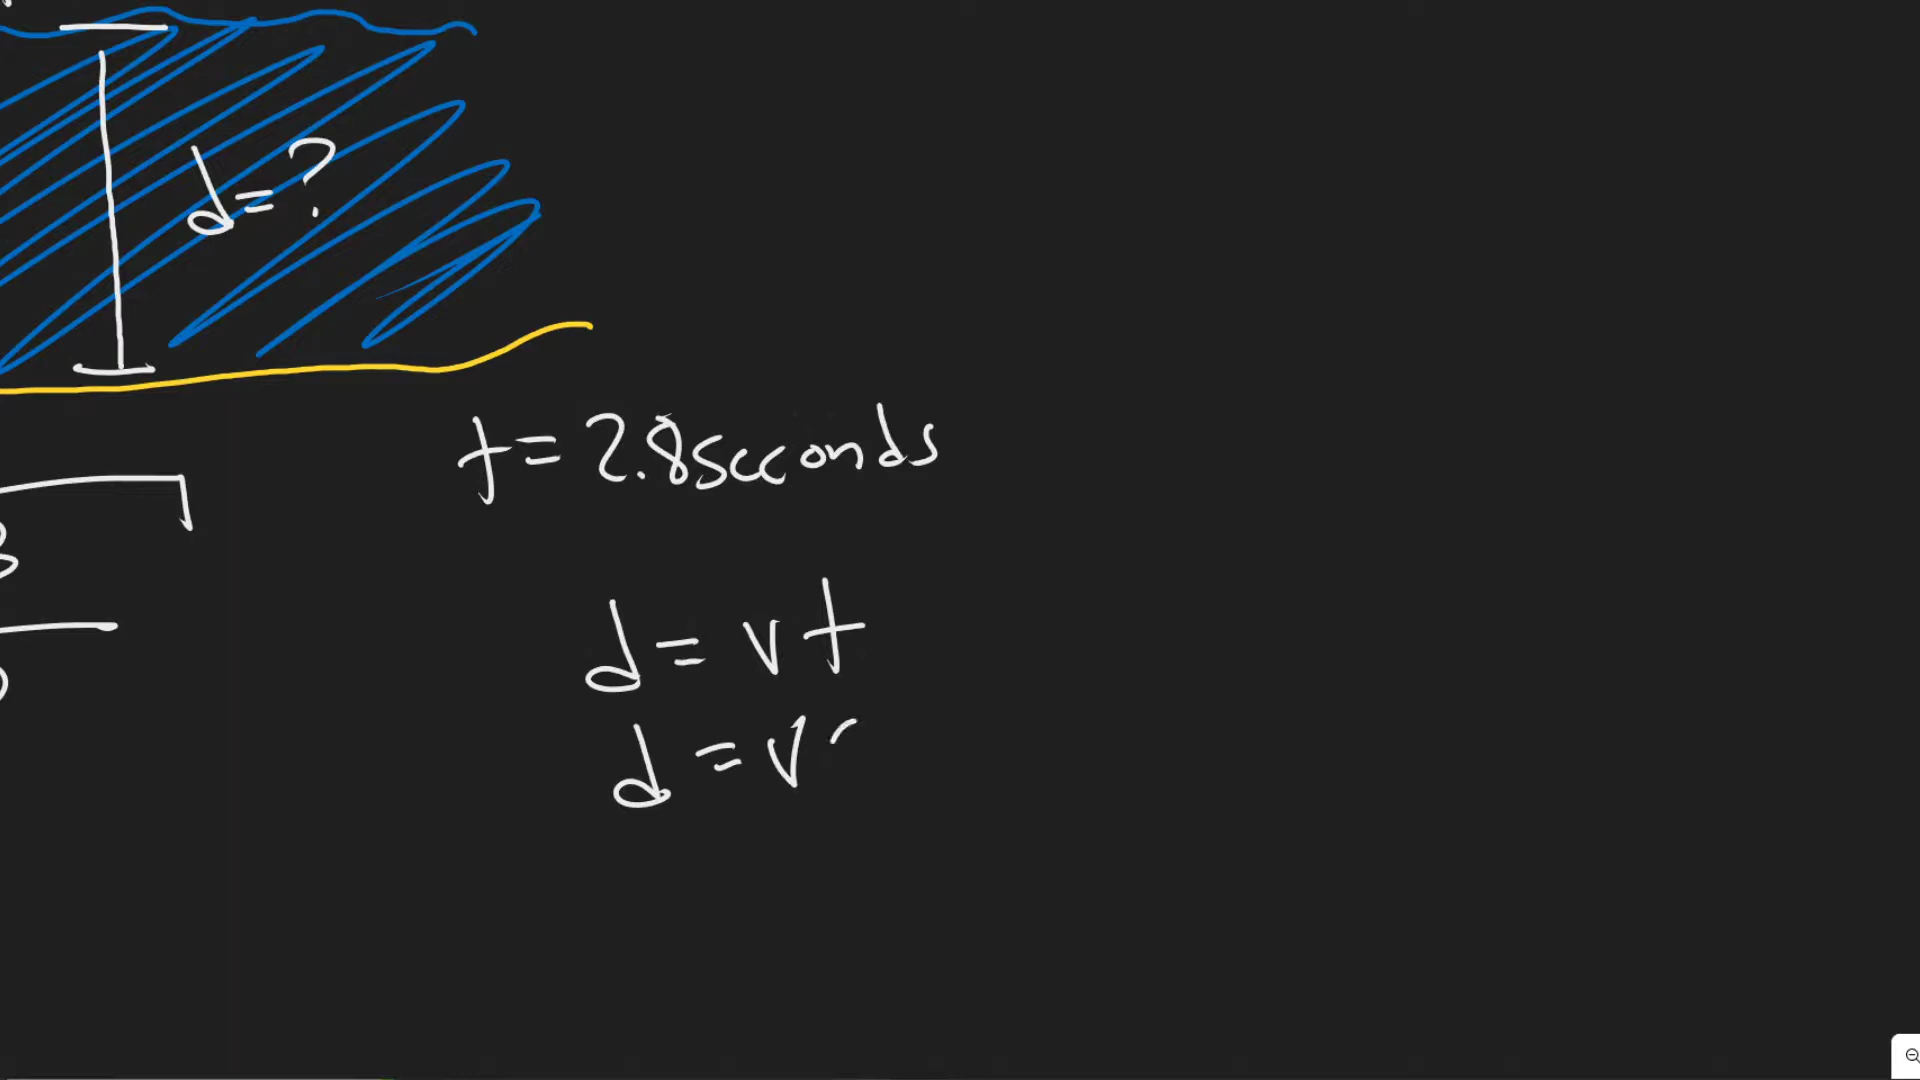 d=?
t=2.8seconds
d=vt
d=v